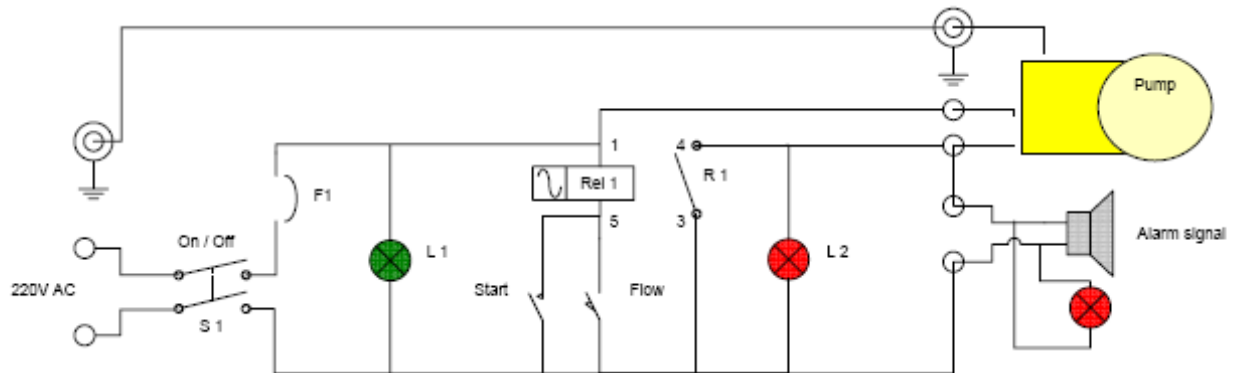 Pump
1
4
F1
Rel 1
R 1
5
3
Alarm signal
On / Off
L 1
L 2
220V AC
Start
Flow
S 1